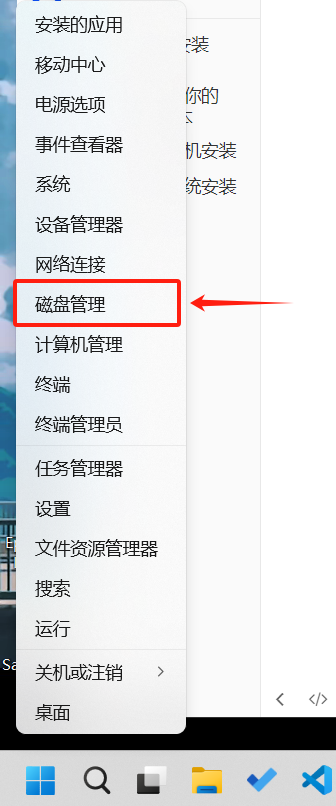 安装的应用
移动中心
安装
电源选项
你的
本
事件查看器
机安装
系统
统安装
设备管理器
网络连接
磁盘管理
计算机管理
终端
终端管理员
任务管理器
设置
文件资源管理器
搜索
运行
Sa
关机或注销
桌面